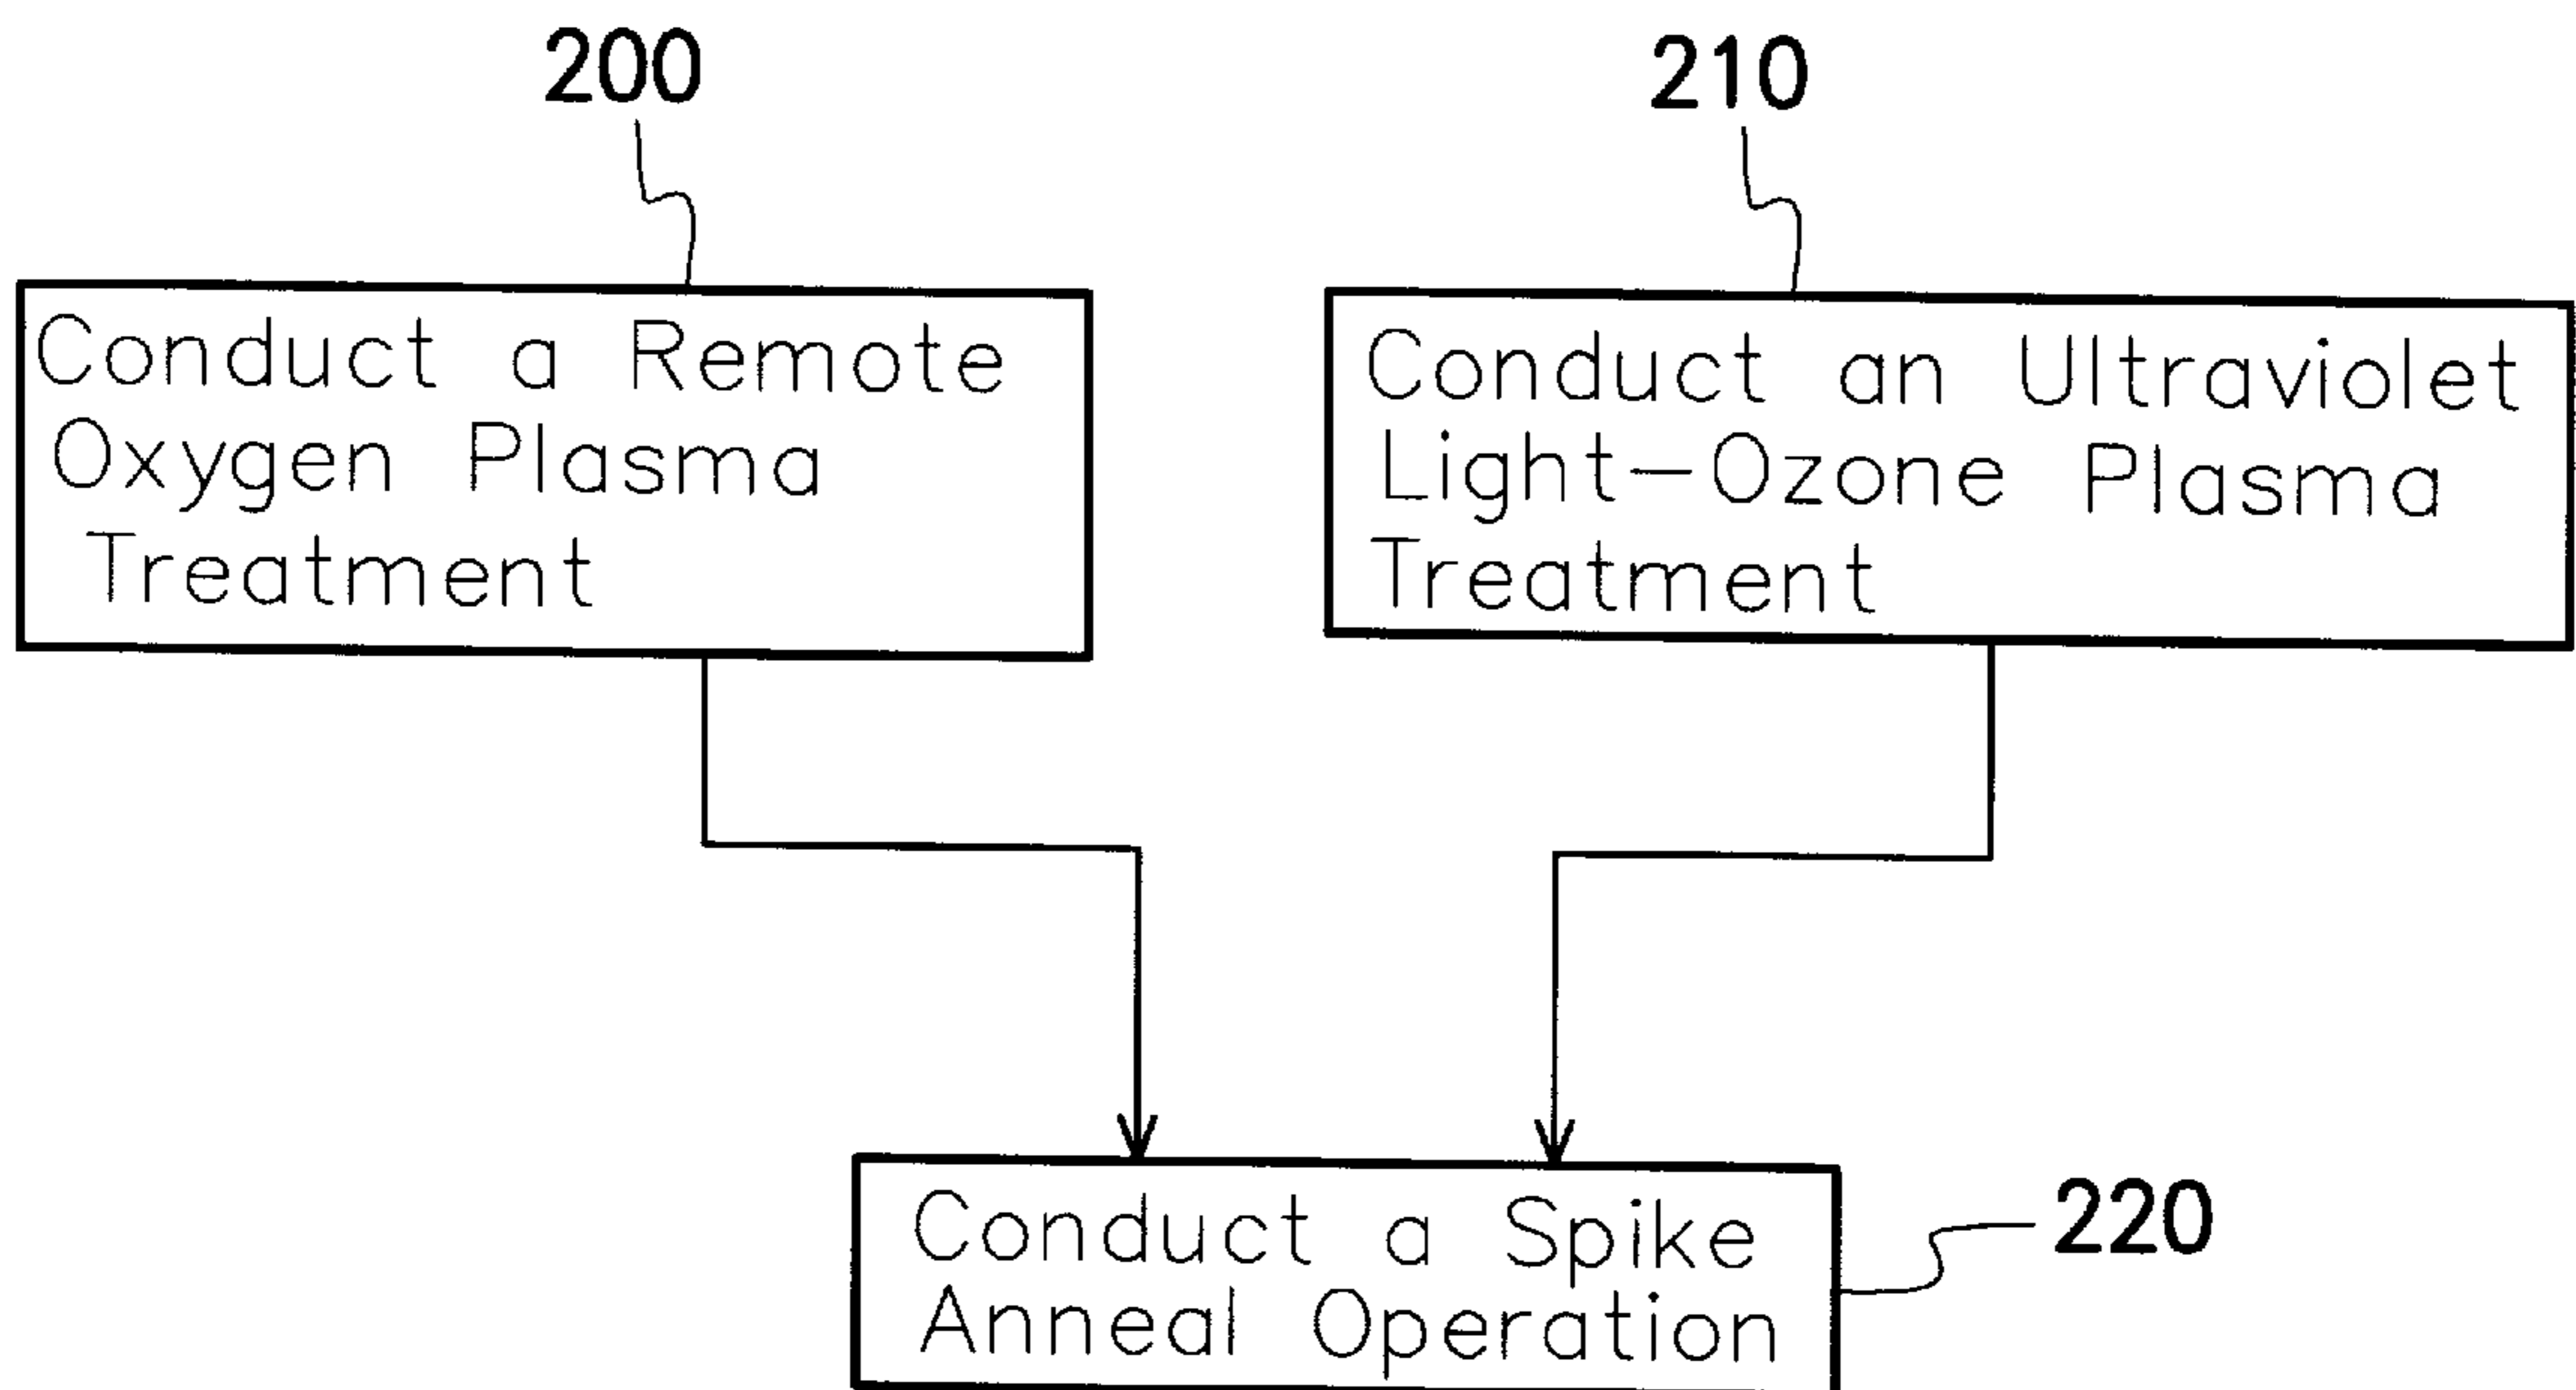 200
210
Conduct a Remote
Oxygen Plasma
Treatment
Conduct an Ultraviolet
Light-Ozone Plasma
Treatment
Conduct a Spike
Anneal Operation
220